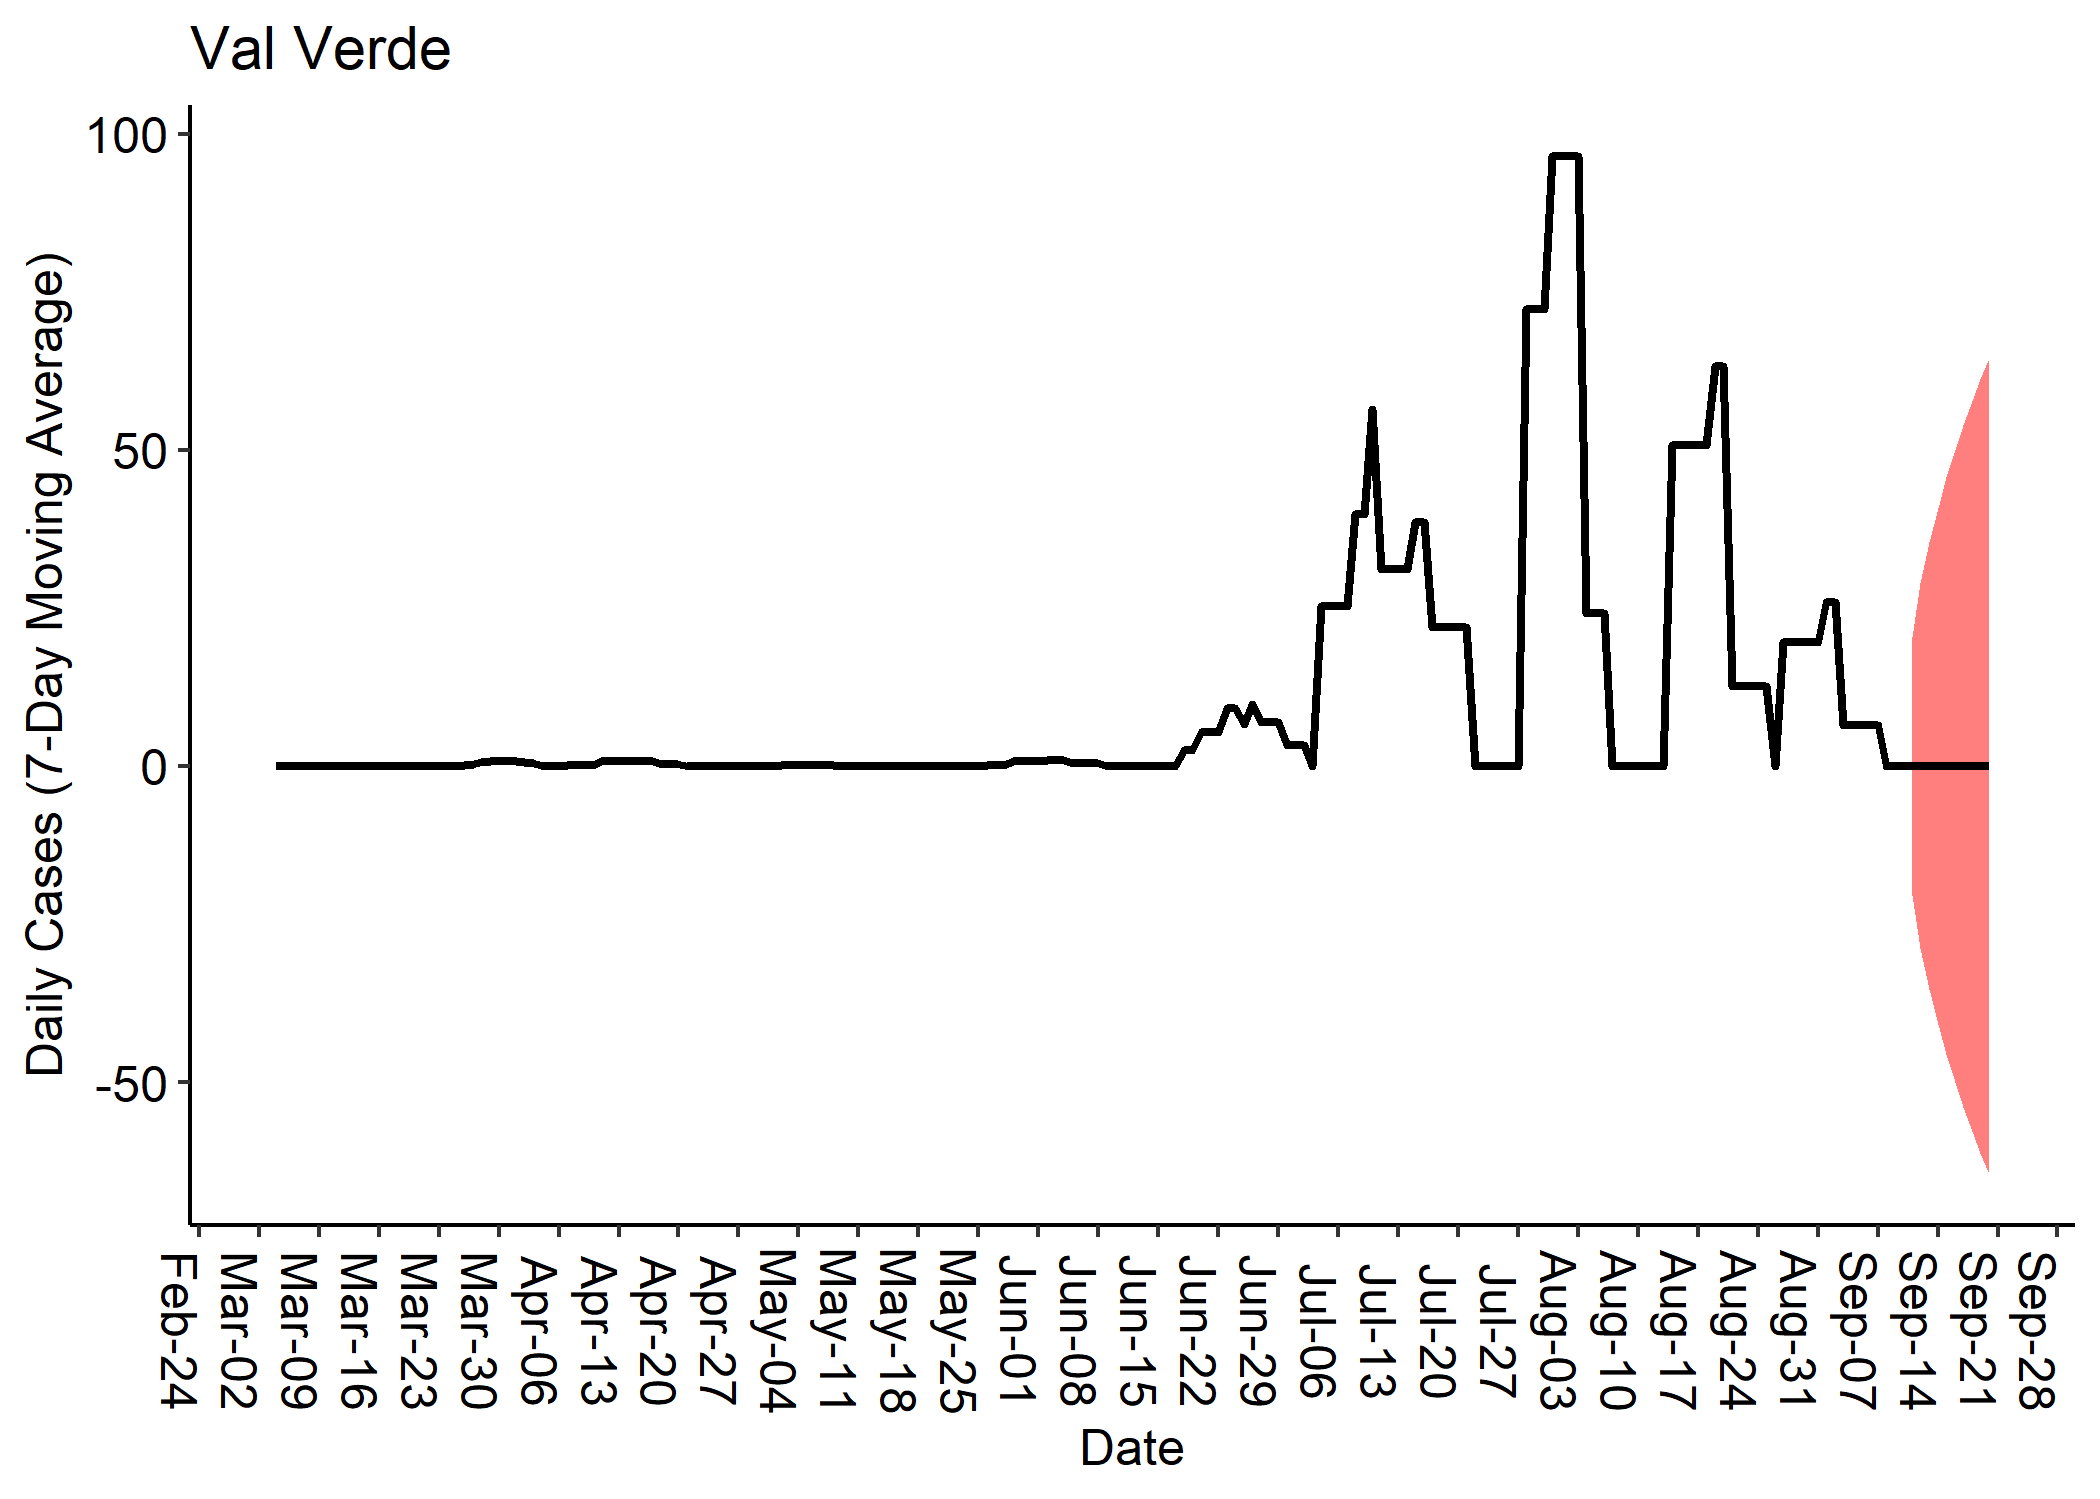 Val Verde
Daily Cases (7-Day Moving Average)
100
50
0
-50
Feb-24
Mar-02
Mar-09
Mar-16
Mar-23
Mar-30
Apr-06
Apr-13
Apr-20
Apr-27
May-04
May-11
May-18
May-25
Jun-01
Jun-08
Jun-15
Jun-22
Jun-29
Jul-06
Jul-13
Jul-20
Jul-27
Aug-03
Aug-10
Aug-17
Aug-24
Aug-31
Sep-07
Sep-14
Sep-21
Sep-28
Date